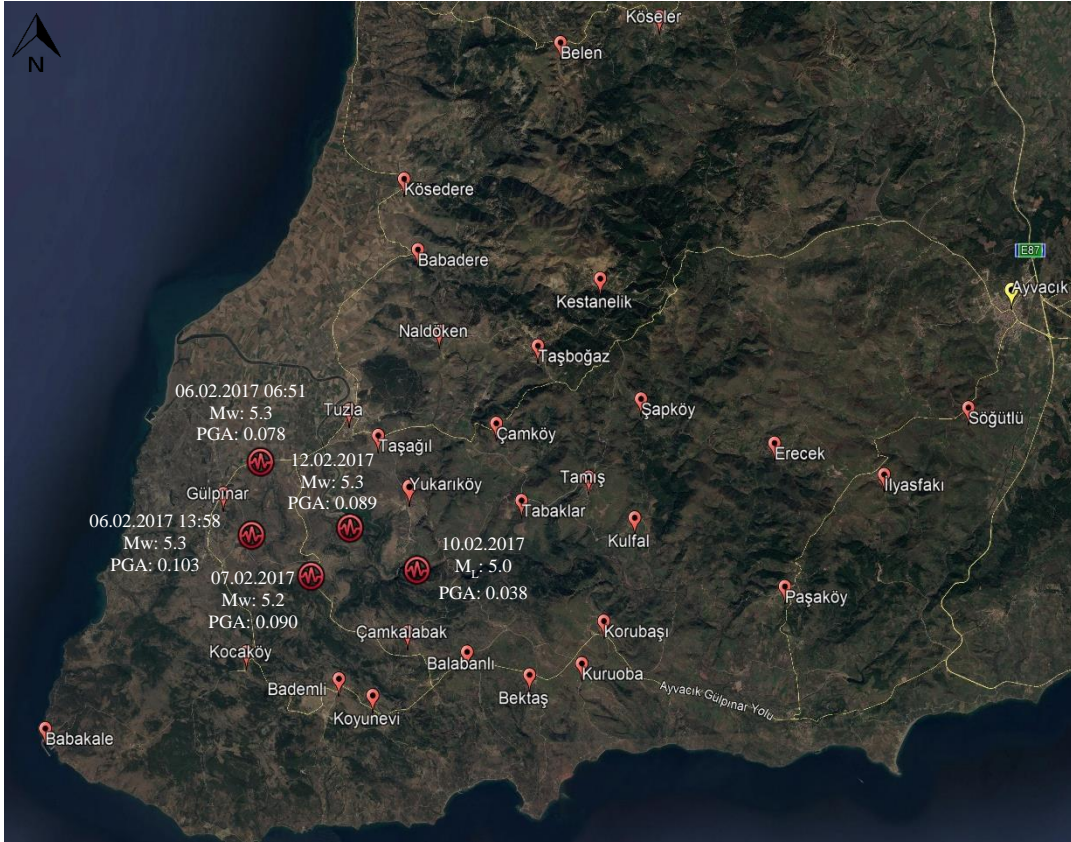 Köseler
Belen
N
Kösedere
Babadere
E87
Kestanelik
Ayvacık
Naldöken
Taşboğaz
06.02.2017 06:51
Mw: 5.3
PGA: 0.078
Tuzla
Şapköy
Söğütlü
Taşağıl
Çamköy
Erecek
12.02.2017
Mw: 5.3
PGA: 0.089
Gülpınar
Yukarıköy
Tamış
İlyasfakı
Tabaklar
06.02.2017 13:58
Mw: 5.3
PGA: 0.103
Kulfal
10.02.2017
ML: 5.0
PGA: 0.038
07.02.2017
Mw: 5.2
PGA: 0.090
Paşaköy
Çamkalabak
Korubaşı
Kocaköy
Balabanlı
Kuruoba
Bademli
Bektaş
Ayvacık Gülpınar Yolu
Koyunevi
Babakale